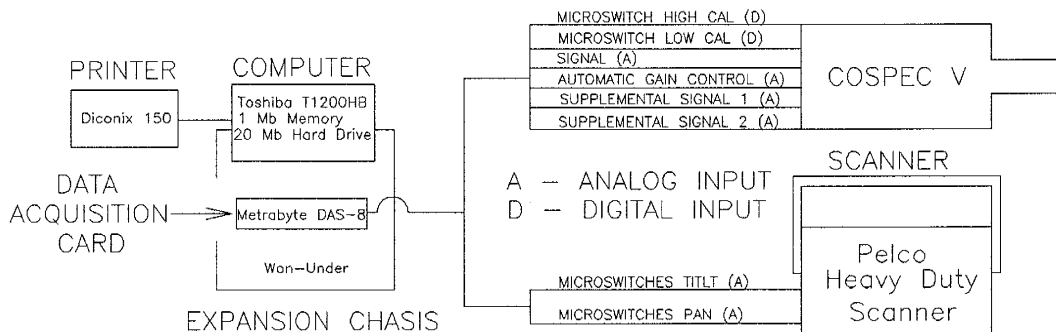 MICROSWITCH HIGH CAL (D)
MICROSWITCH LOW CAL (D)
SIGNAL (A)
AUTOMATIC GAIN CONTROL (A)
SUPPLEMENTAL SIGNAL 1 (A)
SUPPLEMENTAL SIGNAL 2 (A)
COSPEC V
PRINTER
Diconix 150
COMPUTER
Toshiba T1200HB
1 Mb Memory
20 Mb Hard Drive
DATA
ACQUISITION
CARD
Metrabyte DAS-8
Won-Under
EXPANSION CHASIS
A - ANALOG INPUT
D - DIGITAL INPUT
SCANNER
Pelco
Heavy Duty
Scanner
MICROSWITCHES TITLT (A)
MICROSWITCHES PAN (A)